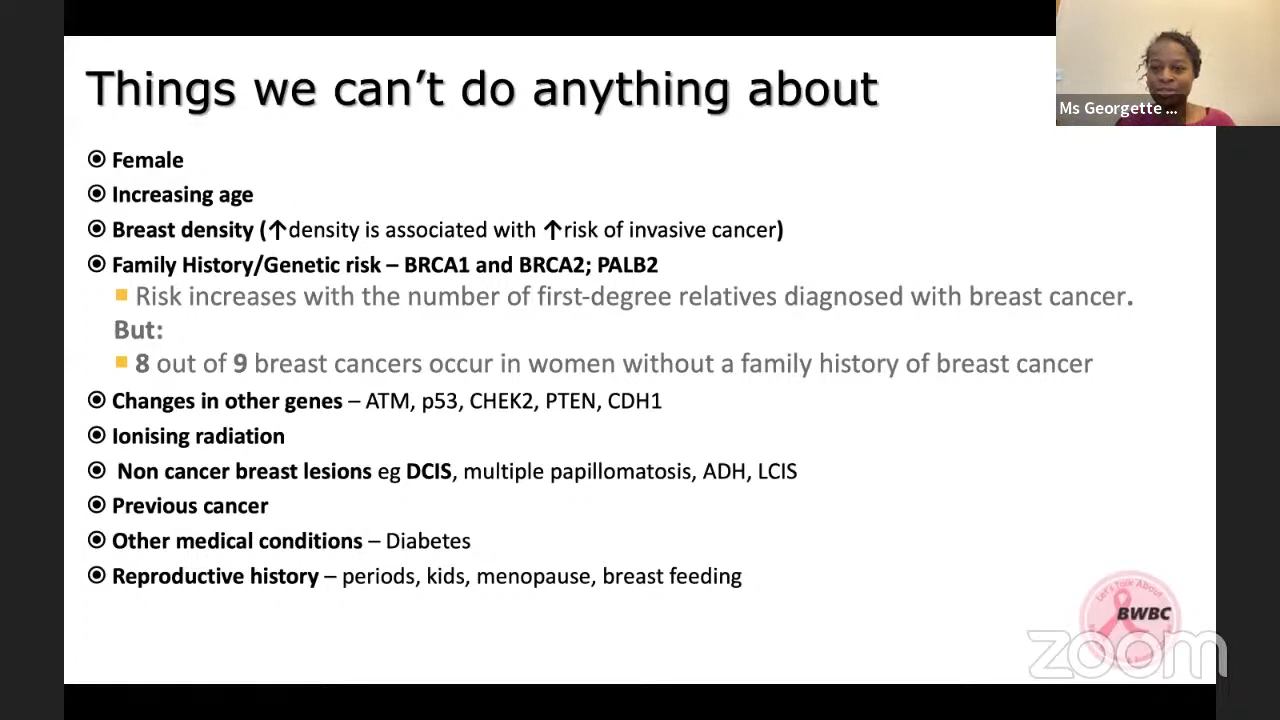 Things we can't do anything about
Ms Georgette ...
Female
Increasing age
Breast density (↑density is associated with ↑risk of invasive cancer)
Family History/Genetic risk – BRCA1 and BRCA2; PALB2
Risk increases with the number of first-degree relatives diagnosed with breast cancer.
But:
8 out of 9 breast cancers occur in women without a family history of breast cancer
Changes in other genes – ATM, p53, CHEK2, PTEN, CDH1
Ionising radiation
Non cancer breast lesions eg DCIS, multiple papillomatosis, ADH, LCIS
Previous cancer
Other medical conditions – Diabetes
Reproductive history – periods, kids, menopause, breast feeding
Let's Talk About
BWBC
zoom